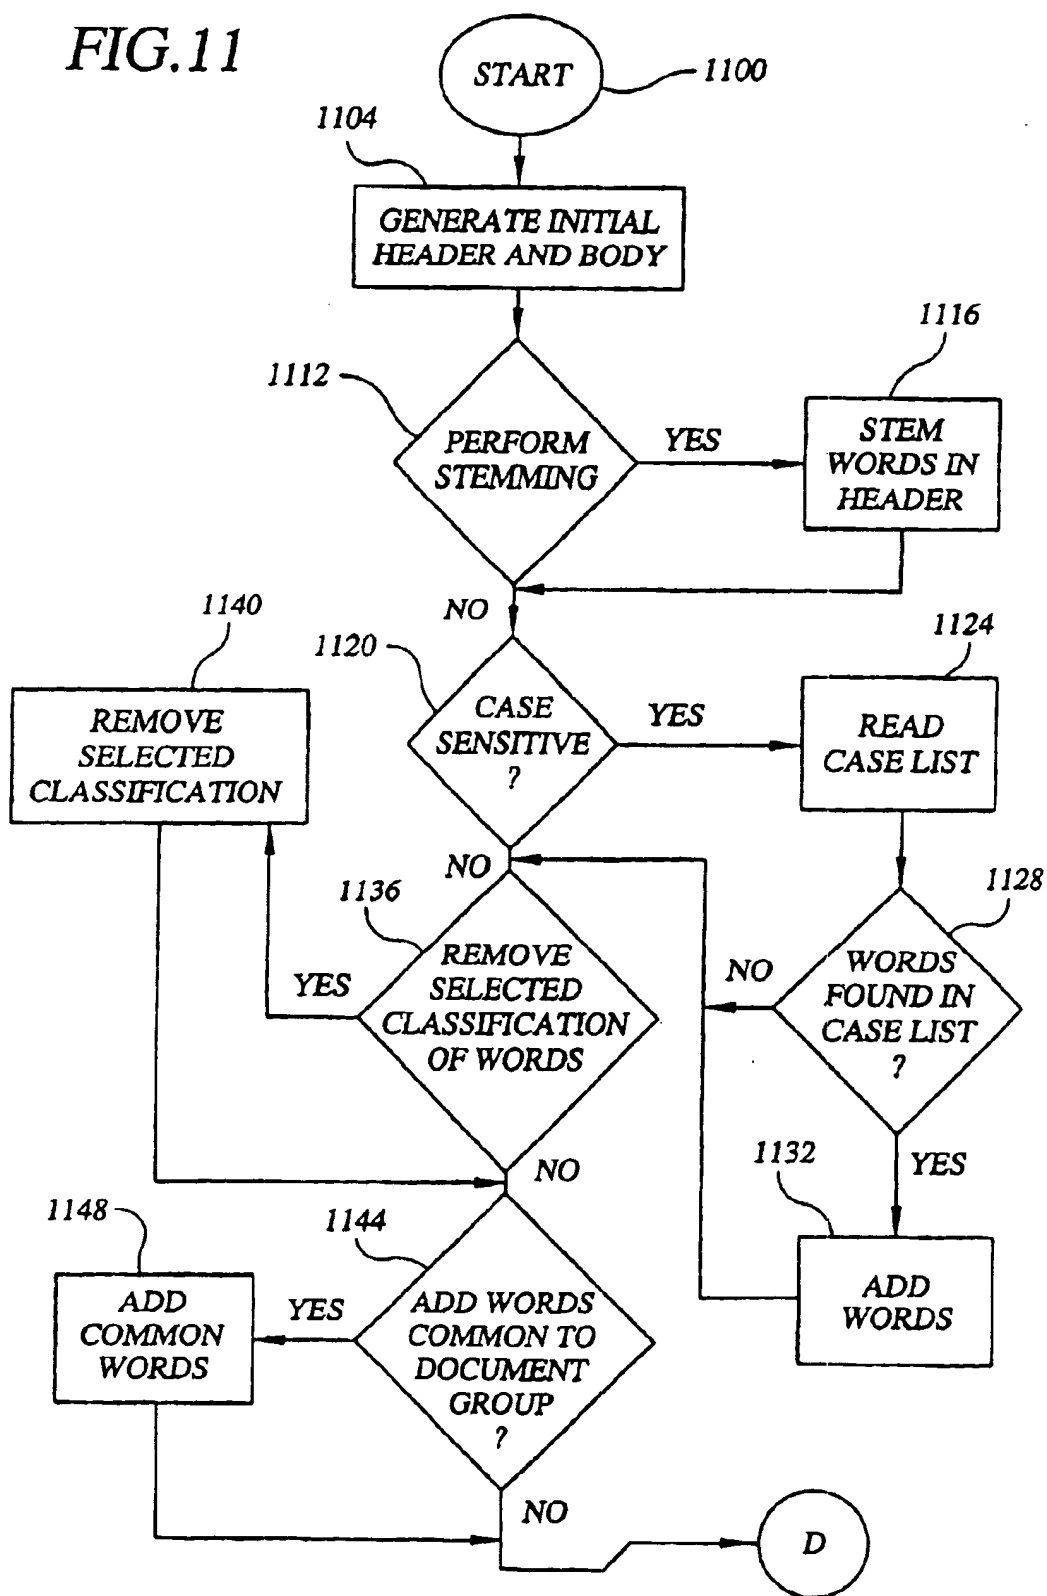 FIG.11
START
1100
1104
GENERATE INITIAL
HEADER AND BODY
1112
PERFORM
STEMMING
YES
1116
STEM
WORDS IN
HEADER
NO
1120
CASE
SENSITIVE
?
YES
1124
READ
CASE LIST
1140
REMOVE
SELECTED
CLASSIFICATION
NO
1128
WORDS
FOUND IN
CASE LIST
?
NO
YES
1132
ADD
WORDS
1136
REMOVE
SELECTED
CLASSIFICATION
OF WORDS
YES
NO
1144
ADD WORDS
COMMON TO
DOCUMENT
GROUP
?
YES
1148
ADD
COMMON
WORDS
NO
D